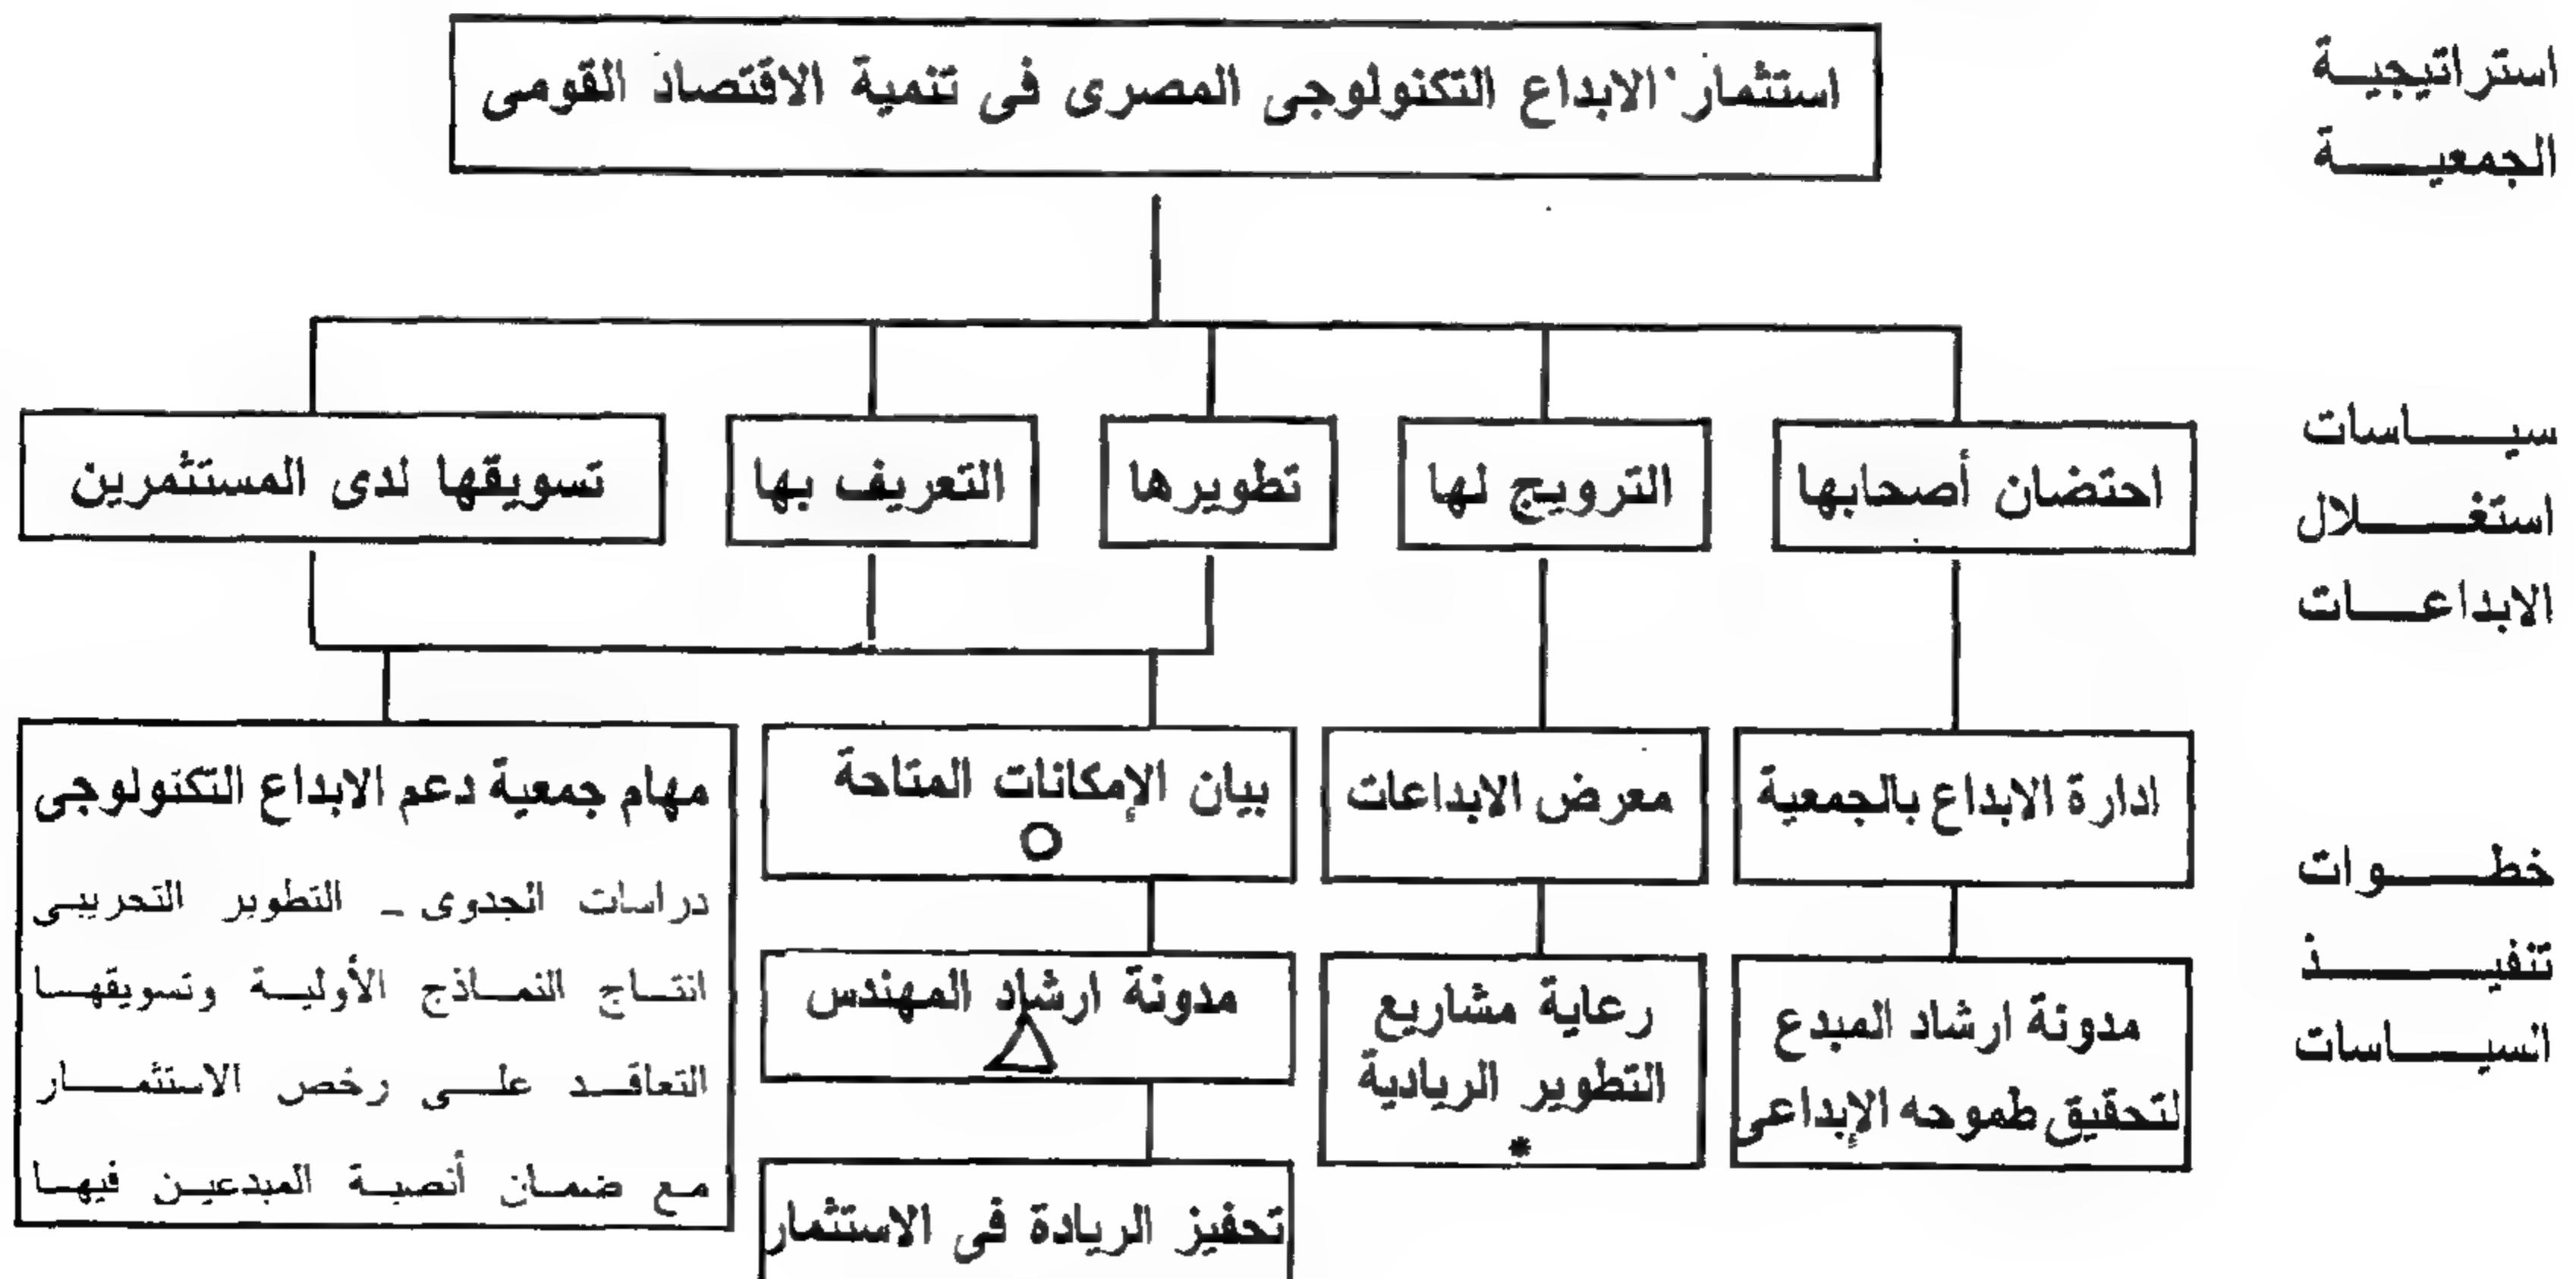 استراتيجية
الجمعية
استثمار الابداع التكنولوجى المصرى فى تنمية الاقتصاد القومى
سياسات
استغلال
الابداعات
احتضان أصحابها
الترويج لها
تطويرها
التعريف بها
تسويقها لدى المستثمرين
خطوات
تنفيذ
السياسات
ادارة الابداع بالجمعية
مدونة ارشاد المبدع
لتحقيق طموحه الإبداعى
معرض الابداعات
رعاية مشاريع
التطوير الريادية
*
بيان الإمكانات المتاحة
مدونة ارشاد المهندس
تحفيز الريادة فى الاستثمار
مهام جمعية دعم الابداع التكنولوجى
دراسات الجدوى - التطوير التجريبى
انتاج النماذج الأولية وتسويقها
التعاقد على رخص الاستثمار
مع ضمان أنصبة المبدعين فيها